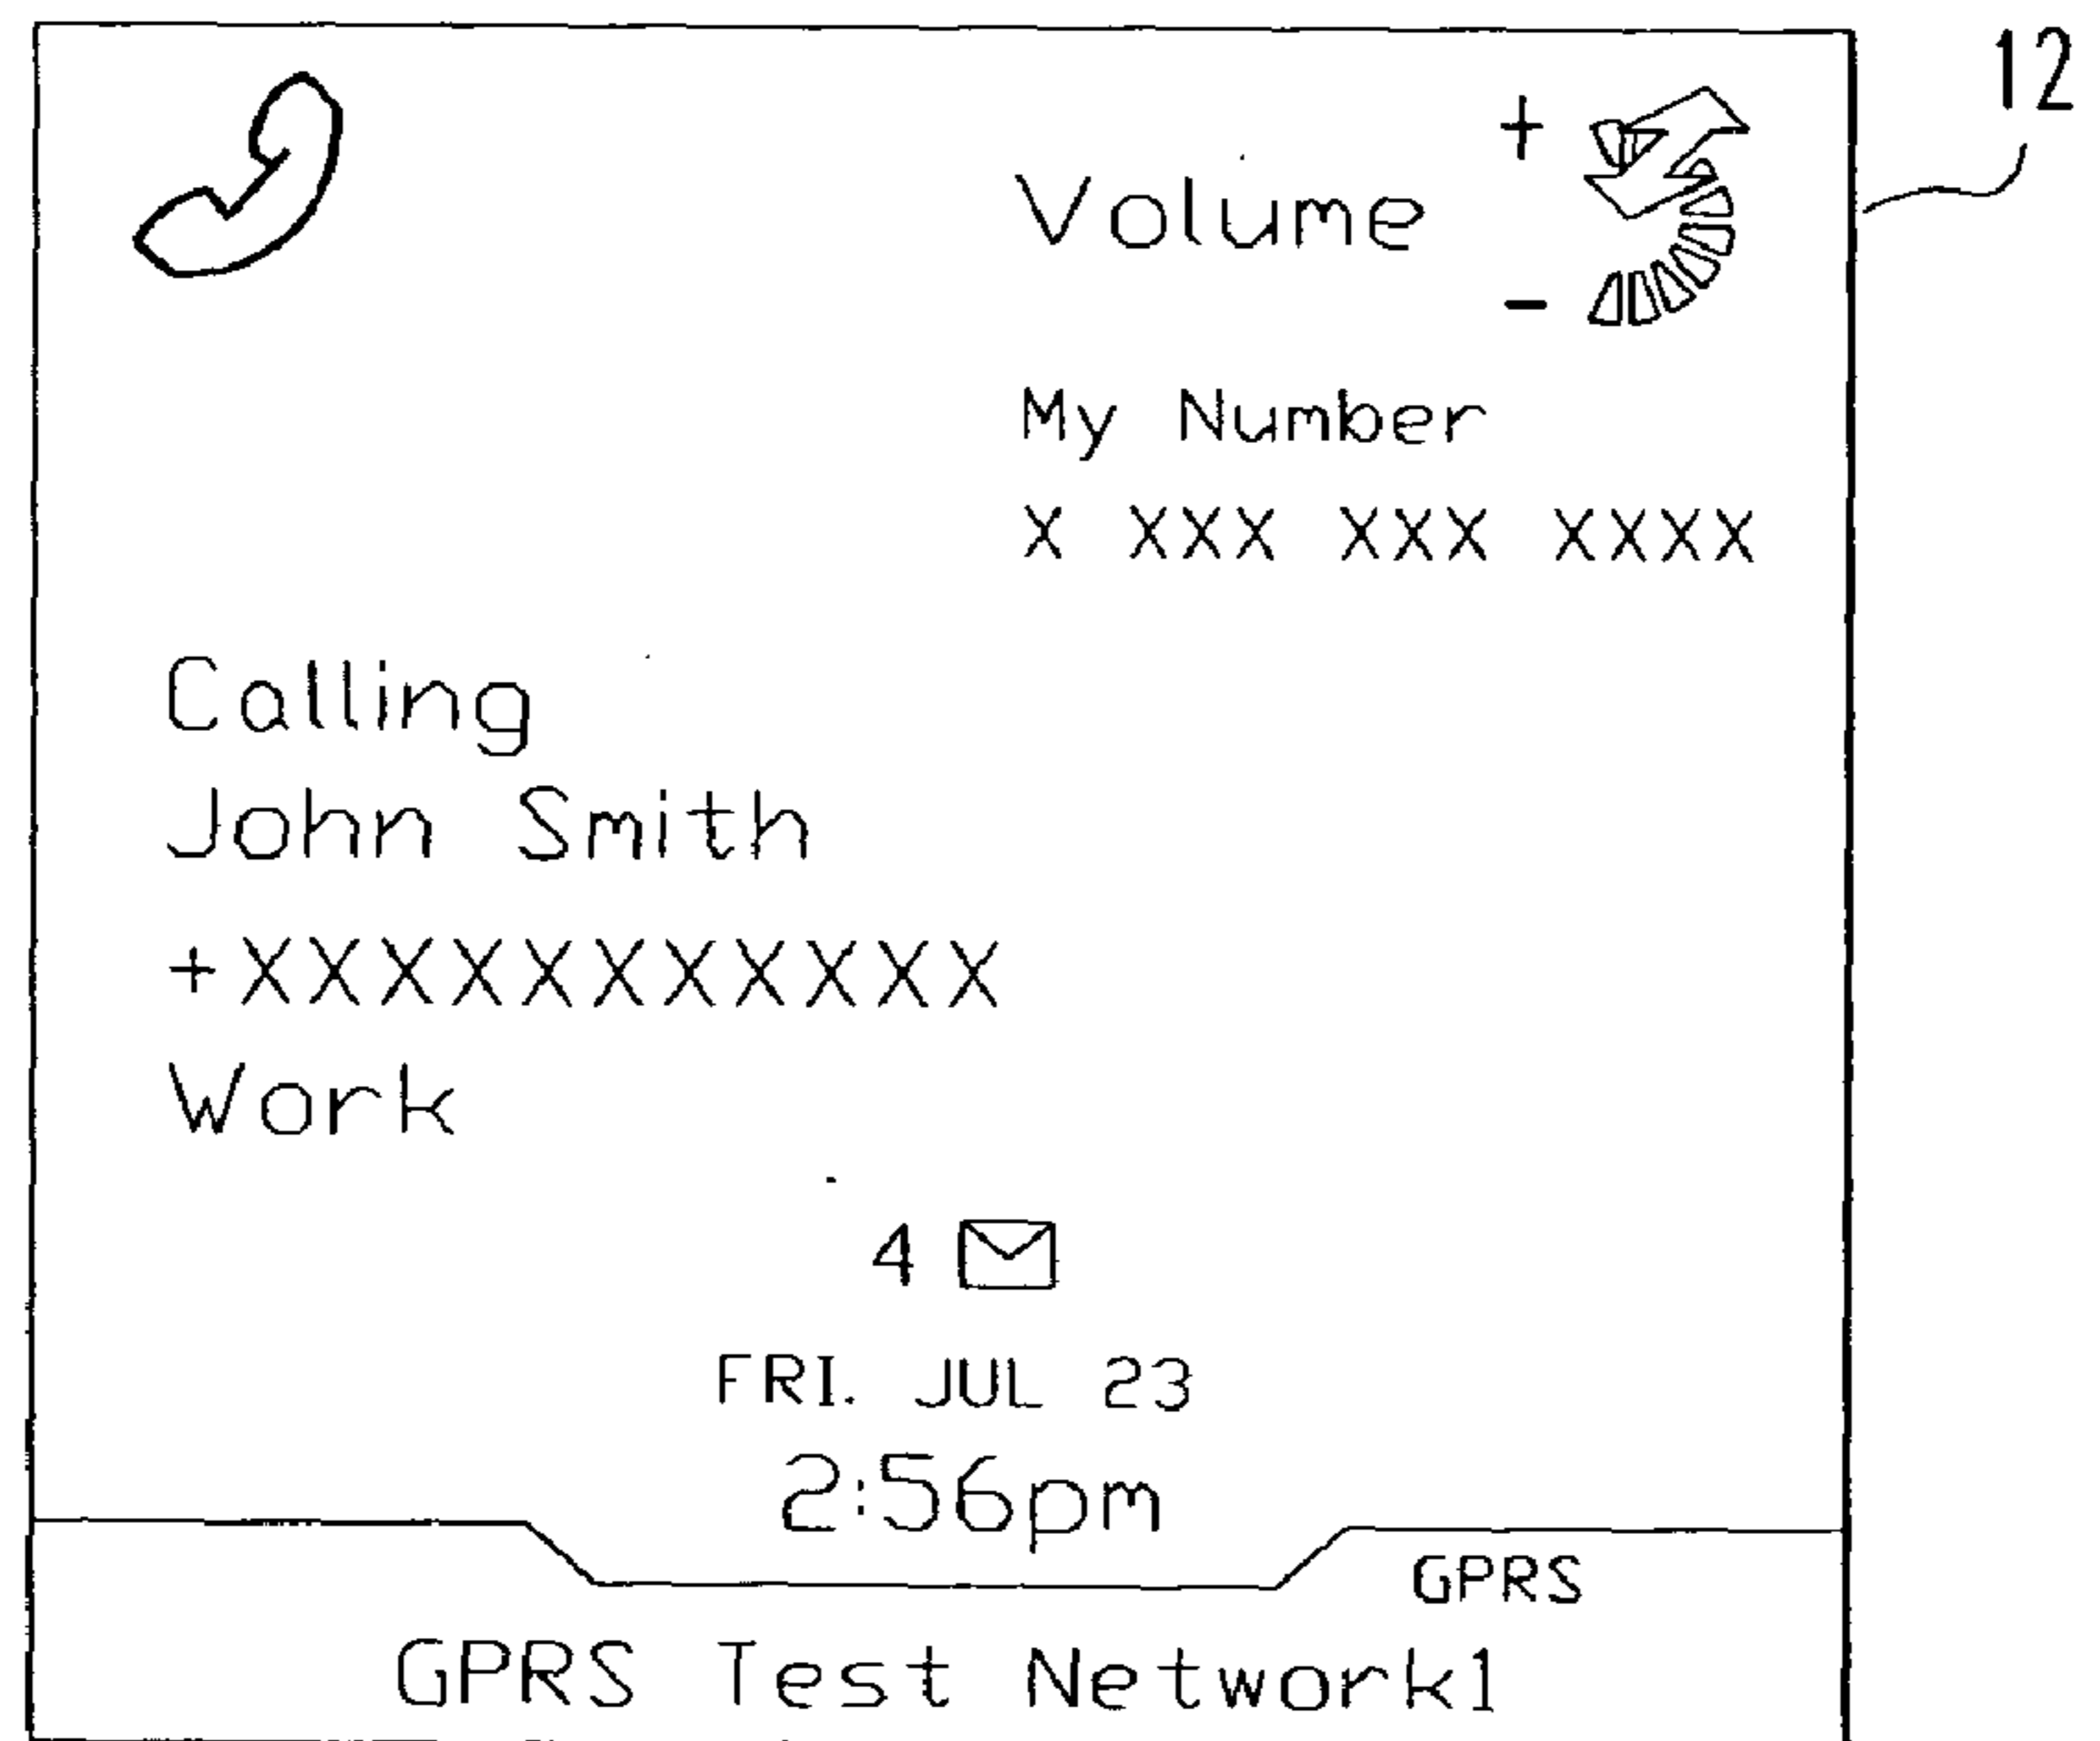 12
+
Volume
-
My Number
X XXX XXX XXXX
Calling
John Smith
+XXXXXXXXXXX
Work
4
FRI. JUL 23
2:56pm
GPRS
GPRS Test Network1